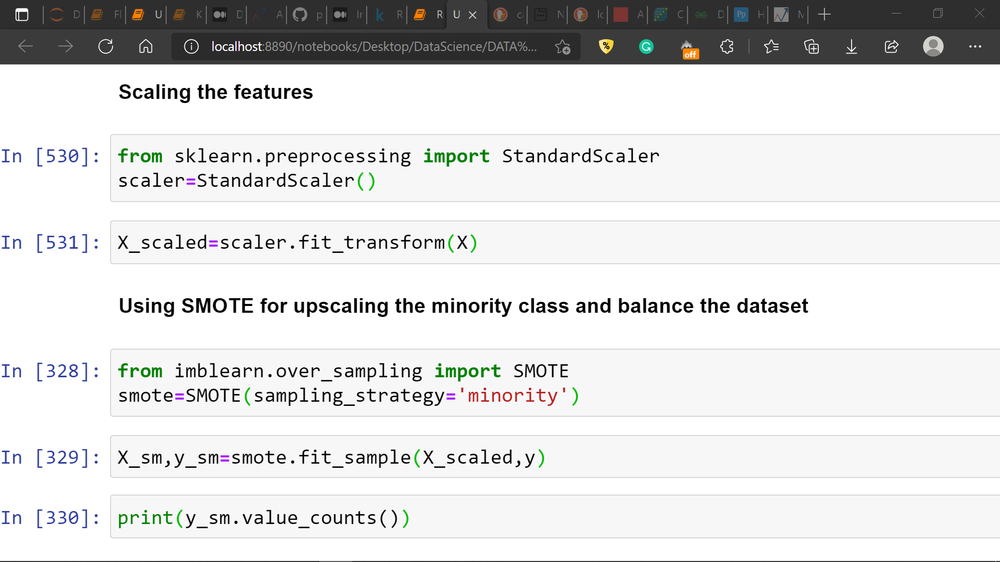 D Fl U K D A p Ir R R U c N lc A C D Pp H M
localhost:8890/notebooks/Desktop/DataScience/DATA%...
% G off
Scaling the features
In [530]: from sklearn.preprocessing import StandardScaler
scaler=StandardScaler()
In [531]: X_scaled=scaler.fit_transform(X)
Using SMOTE for upscaling the minority class and balance the dataset
In [328]: from imblearn.over_sampling import SMOTE
smote=SMOTE(sampling_strategy='minority')
In [329]: X_sm,y_sm=smote.fit_sample(X_scaled,y)
In [330]: print(y_sm.value_counts())